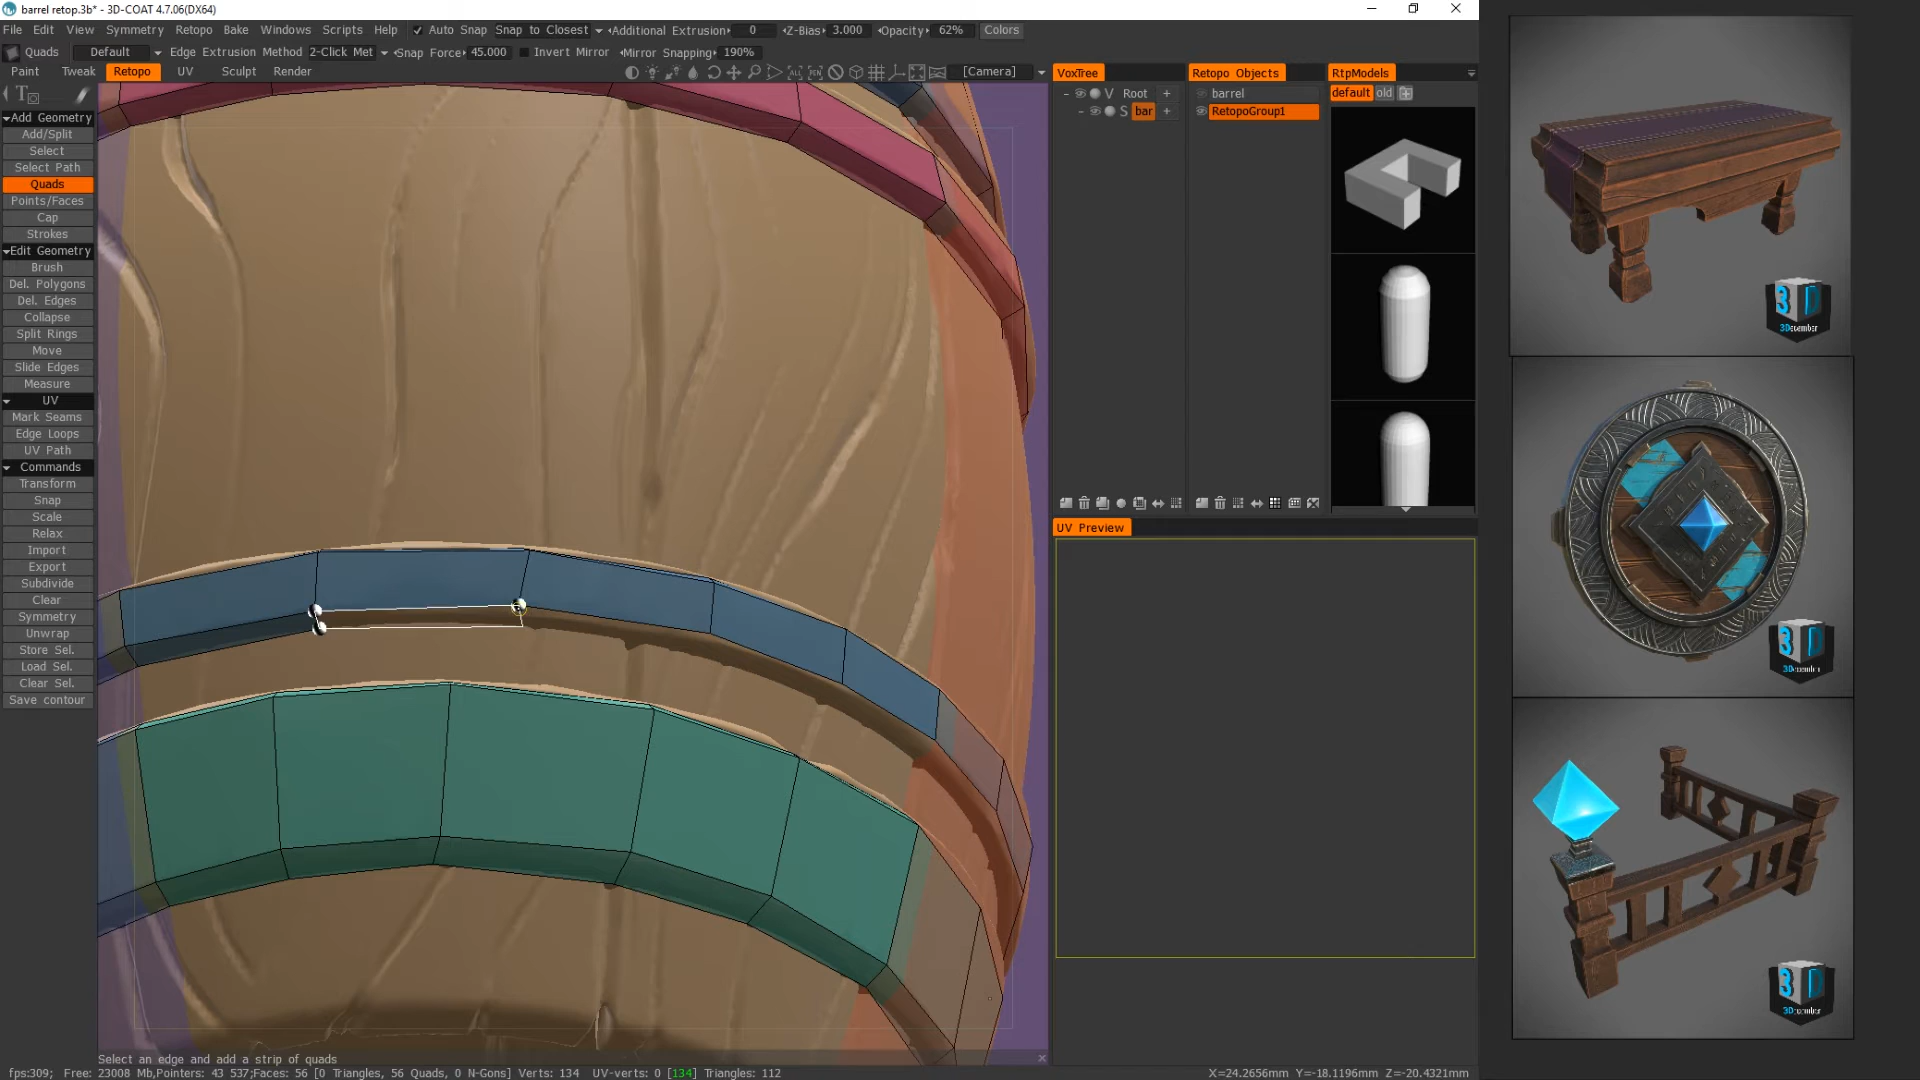 barrel retop.3b* - 3D-COAT 4.7.06(DX64)
File Edit View Symmetry Retopo Bake Windows Scripts Help Auto Snap Snap to Closest Additional Extrusion 0 Z-Bias 3.000 Opacity 62% Colors
Quads Default Edge Extrusion Method 2-Click Met Snap Force 45.000 Invert Mirror Mirror Snapping 190%
Paint Tweak Retopo UV Sculpt Render [Camera]
VoxTree
V Root +
S bar +
Retopo Objects
barrel
RetopoGroup1
RtpModels
default old
Add Geometry
Add/Split
Select
Select Path
Quads
Points/Faces
Cap
Strokes
Edit Geometry
Brush
Del. Polygons
Del. Edges
Collapse
Split Rings
Move
Slide Edges
Measure
UV
Mark Seams
Edge Loops
UV Path
Commands
Transform
Snap
Scale
Relax
Import
Export
Subdivide
Clear
Symmetry
Unwrap
Store Sel.
Load Sel.
Clear Sel.
Save contour
UV Preview
3D
3December
3D
3December
3D
3December
Select an edge and add a strip of quads
fps:309; Free: 23008 Mb,Pointers: 43 537;Faces: 56 [0 Triangles, 56 Quads, 0 N-Gons] Verts: 134 UV-verts: 0 [134] Triangles: 112
X=24.2656mm Y=-18.1196mm Z=-20.4321mm